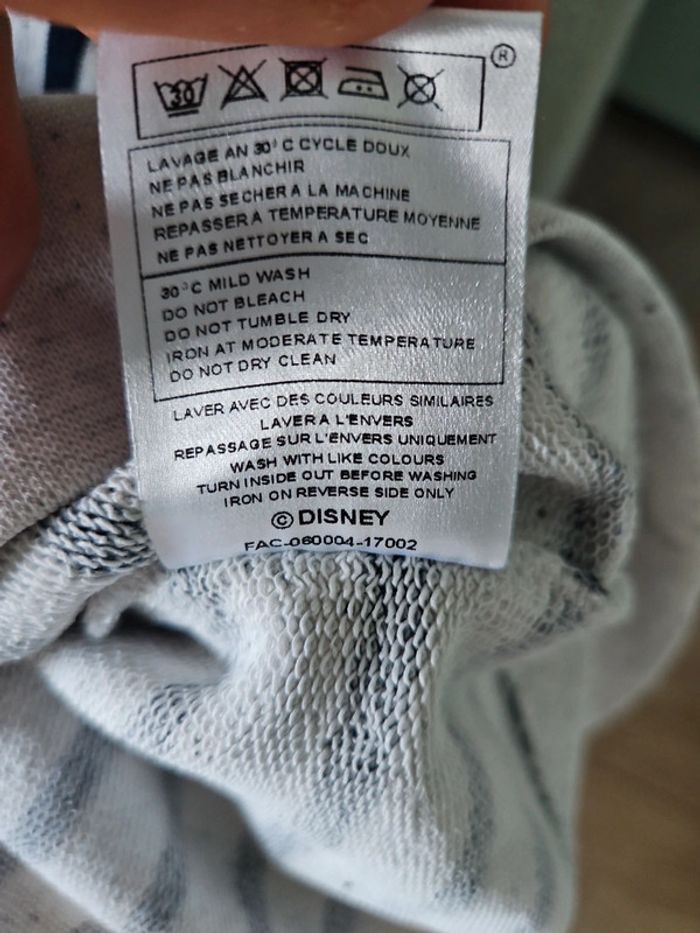 ®
30
LAVAGE AN 30° C CYCLE DOUX
NE PAS BLANCHIR
NE PAS SECHER A LA MACHINE
REPASSER A TEMPERATURE MOYENNE
NE PAS NETTOYER A SEC
30°C MILD WASH
DO NOT BLEACH
DO NOT TUMBLE DRY
IRON AT MODERATE TEMPERATURE
DO NOT DRY CLEAN
LAVER AVEC DES COULEURS SIMILAIRES
LAVER A L'ENVERS
REPASSAGE SUR L'ENVERS UNIQUEMENT
WASH WITH LIKE COLOURS
TURN INSIDE OUT BEFORE WASHING
IRON ON REVERSE SIDE ONLY
© DISNEY
FAC-060004-17002